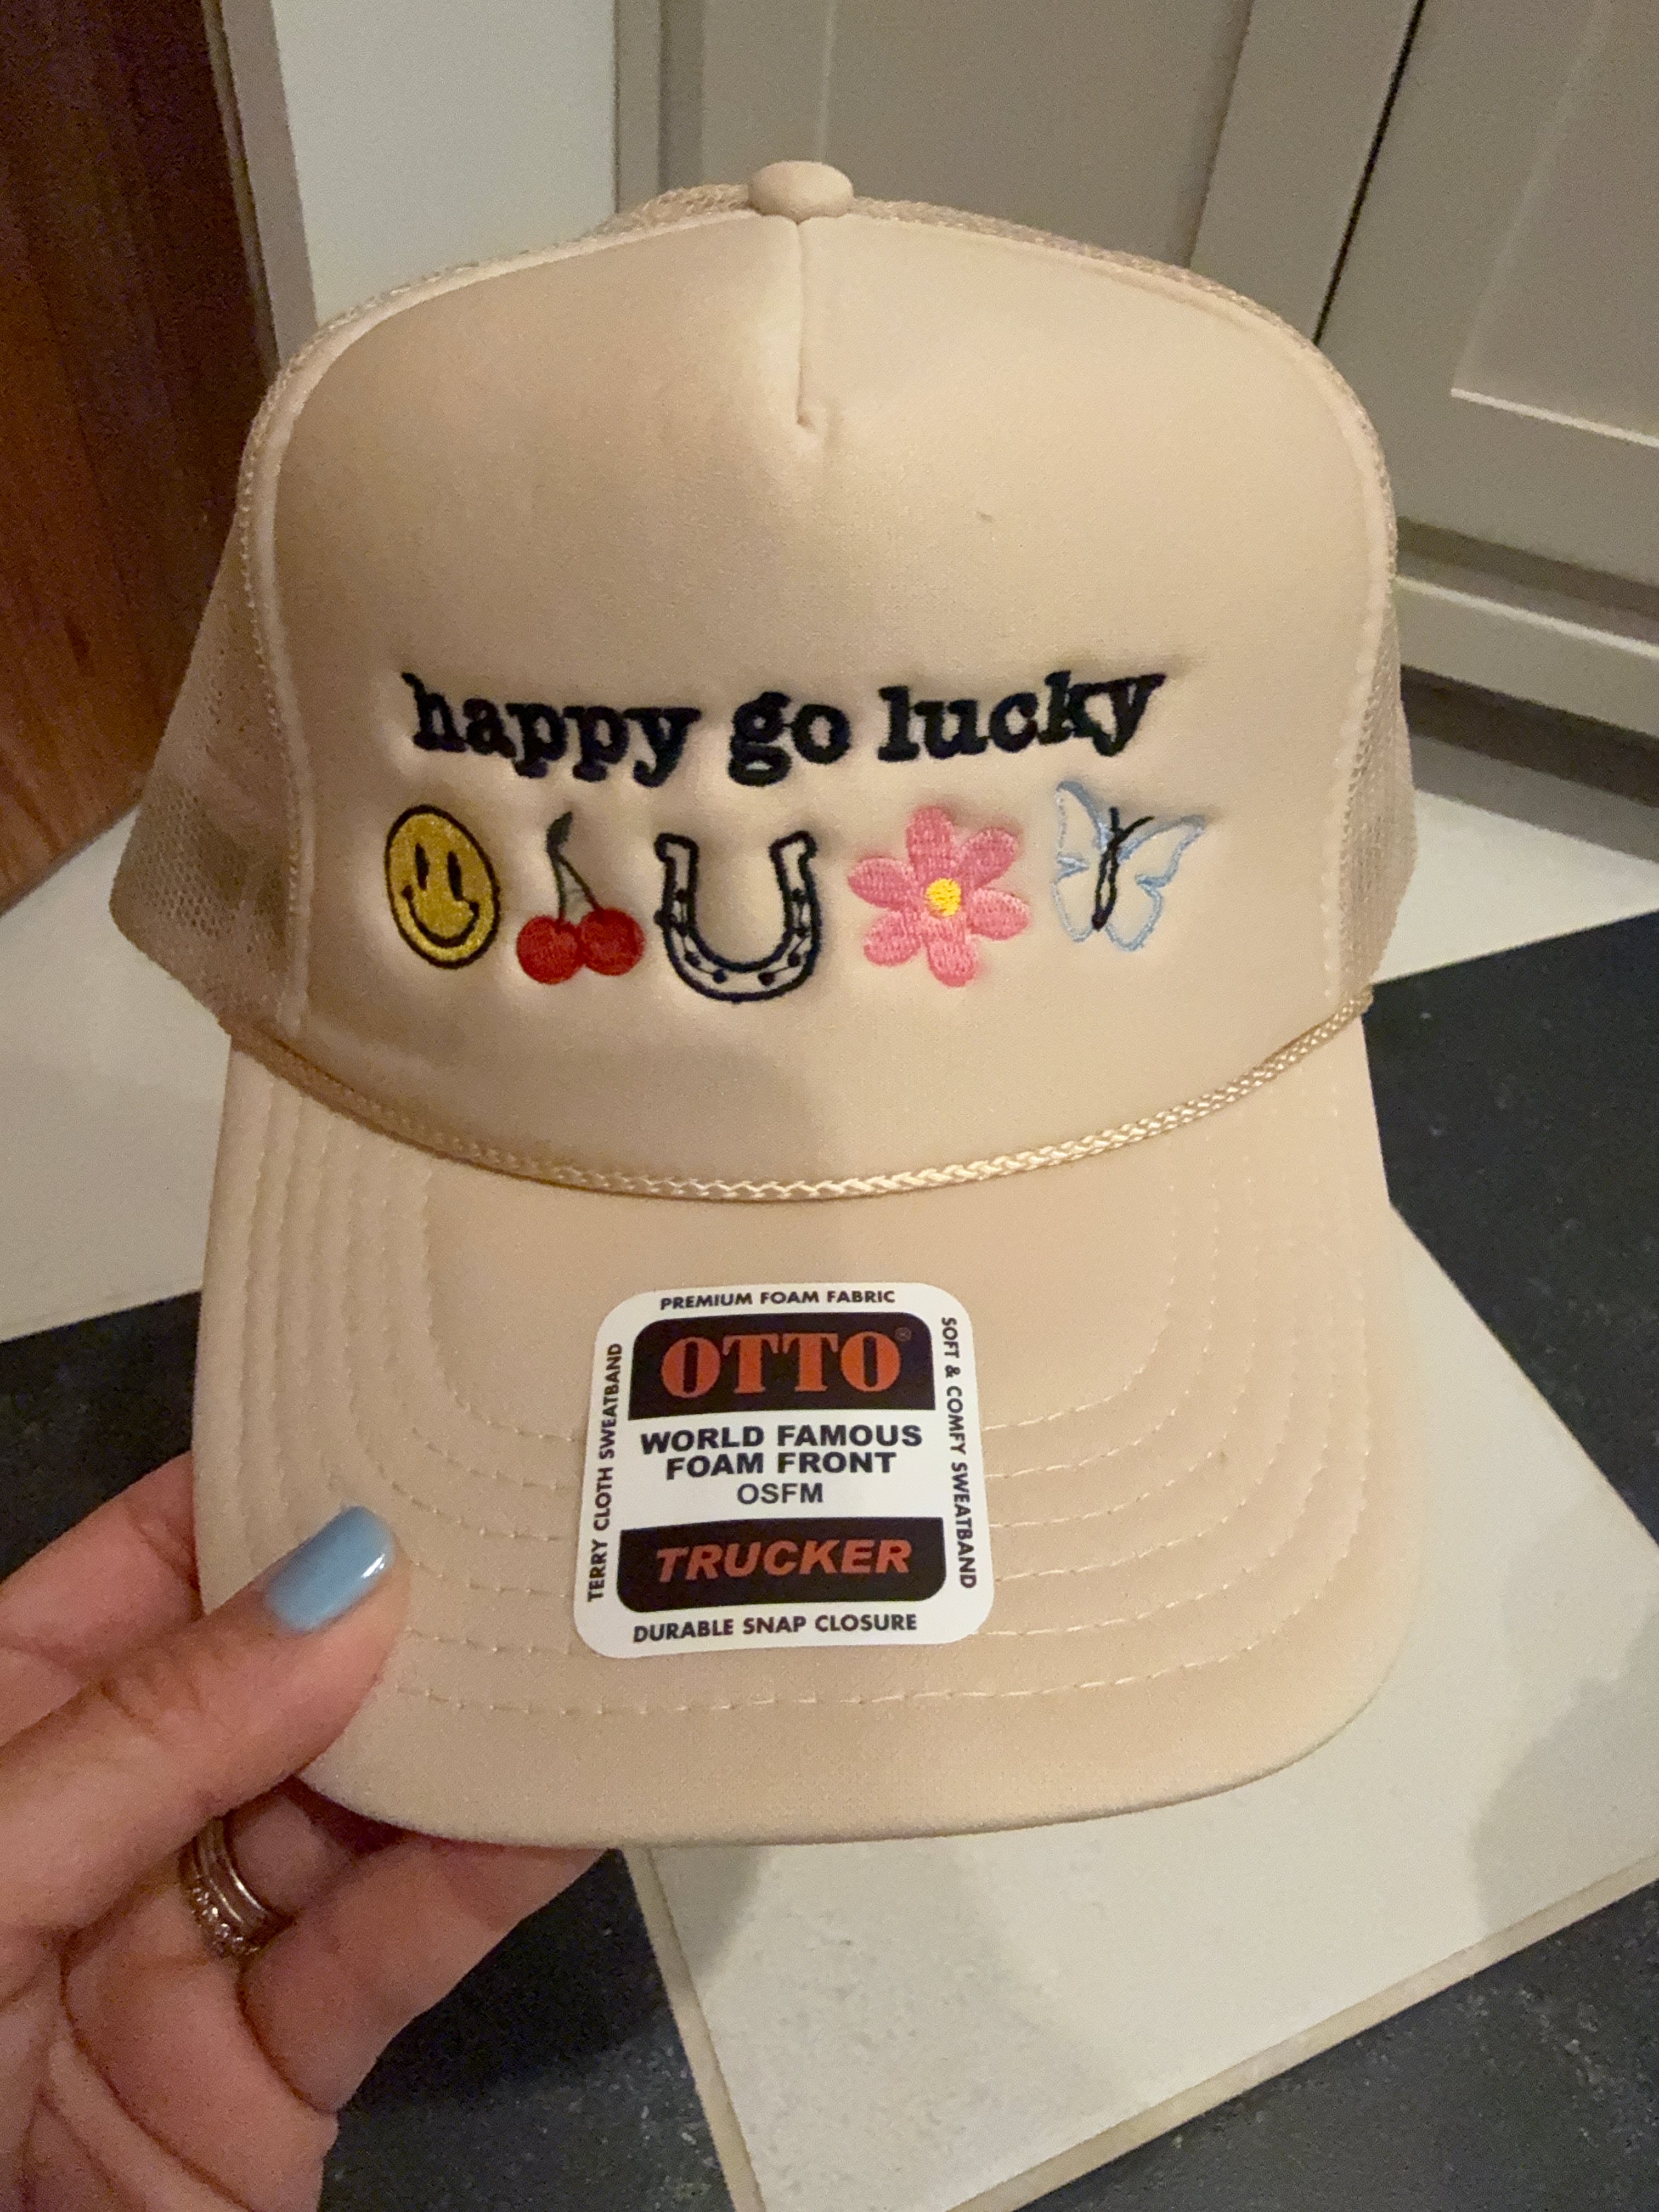 happy go lucky
PREMIUM FOAM FABRIC
OTTO®
WORLD FAMOUS
FOAM FRONT
OSFM
TRUCKER
DURABLE SNAP CLOSURE
TERRY CLOTH SWEATBAND
SOFT & COMFY SWEATBAND